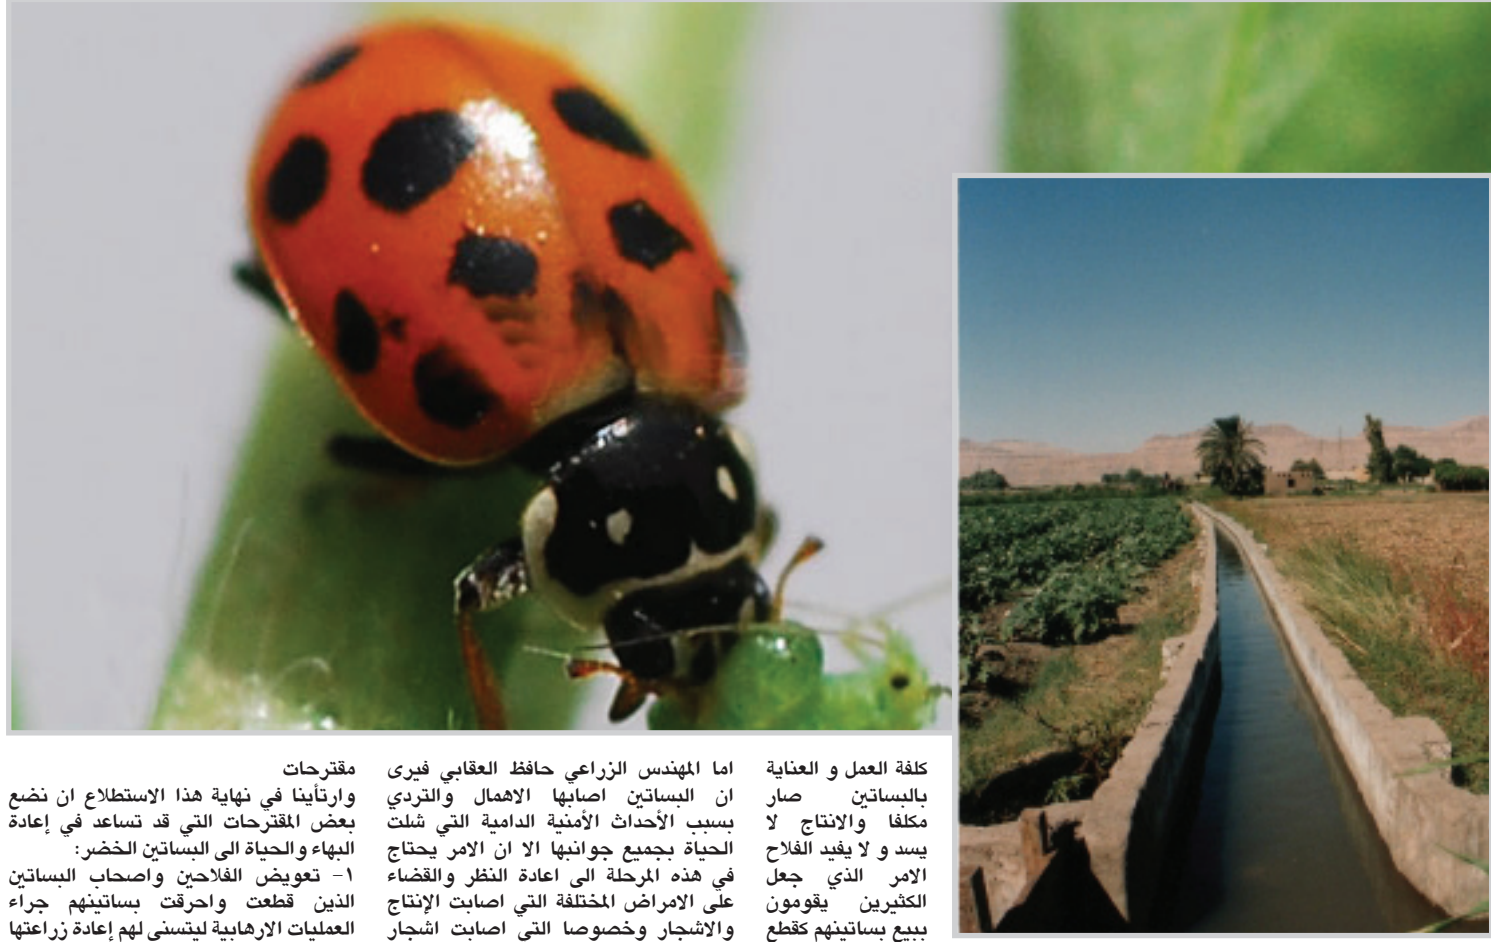 كلفة العمل و العناية
بالبساتين صار
مكلفا والانتاج لا
يسد و لا يفيد الفلاح
الامر الذي جعل
الكثيرين يقومون
ببيع بساتينهم كقطع
اما المهندس الزراعي حافظ العقابي فيرى
ان البساتين اصابها الاهمال والتردي
بسبب الأحداث الأمنية الدامية التي شلت
الحياة بجميع جوانبها الا ان الامر يحتاج
في هذه المرحلة الى اعادة النظر والقضاء
على الامراض المختلفة التي اصابت الإنتاج
والاشجار وخصوصا التي اصابت اشجار
مقترحات
وارتأينا في نهاية هذا الاستطلاع ان نضع
بعض المقترحات التي قد تساعد في إعادة
البهاء والحياة الى البساتين الخضر:
١- تعويض الفلاحين واصحاب البساتين
الذين قطعت واحرقت بساتينهم جراء
العمليات الارهابية ليتسنى لهم إعادة زراعتها